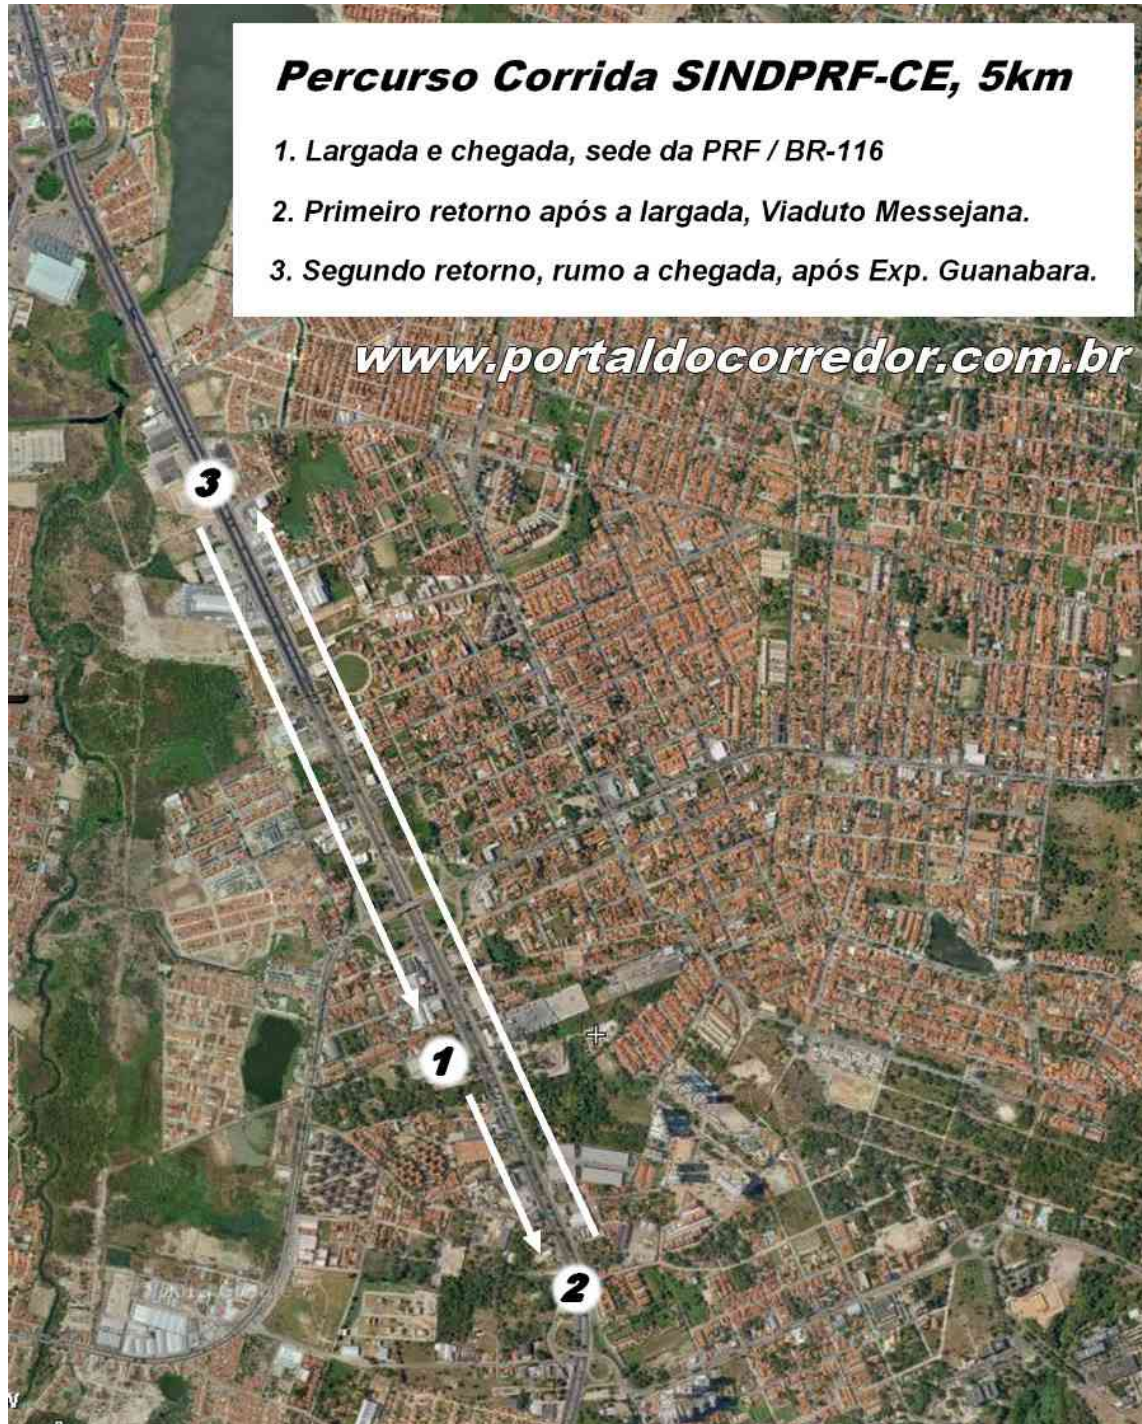 Percurso Corrida SINDPRF-CE, 5km
1. Largada e chegada, sede da PRF / BR-116
2. Primeiro retorno após a largada, Viaduto Messejana.
3. Segundo retorno, rumo a chegada, após Exp. Guanabara.
www.portaldocorredor.com.br
3
1
2